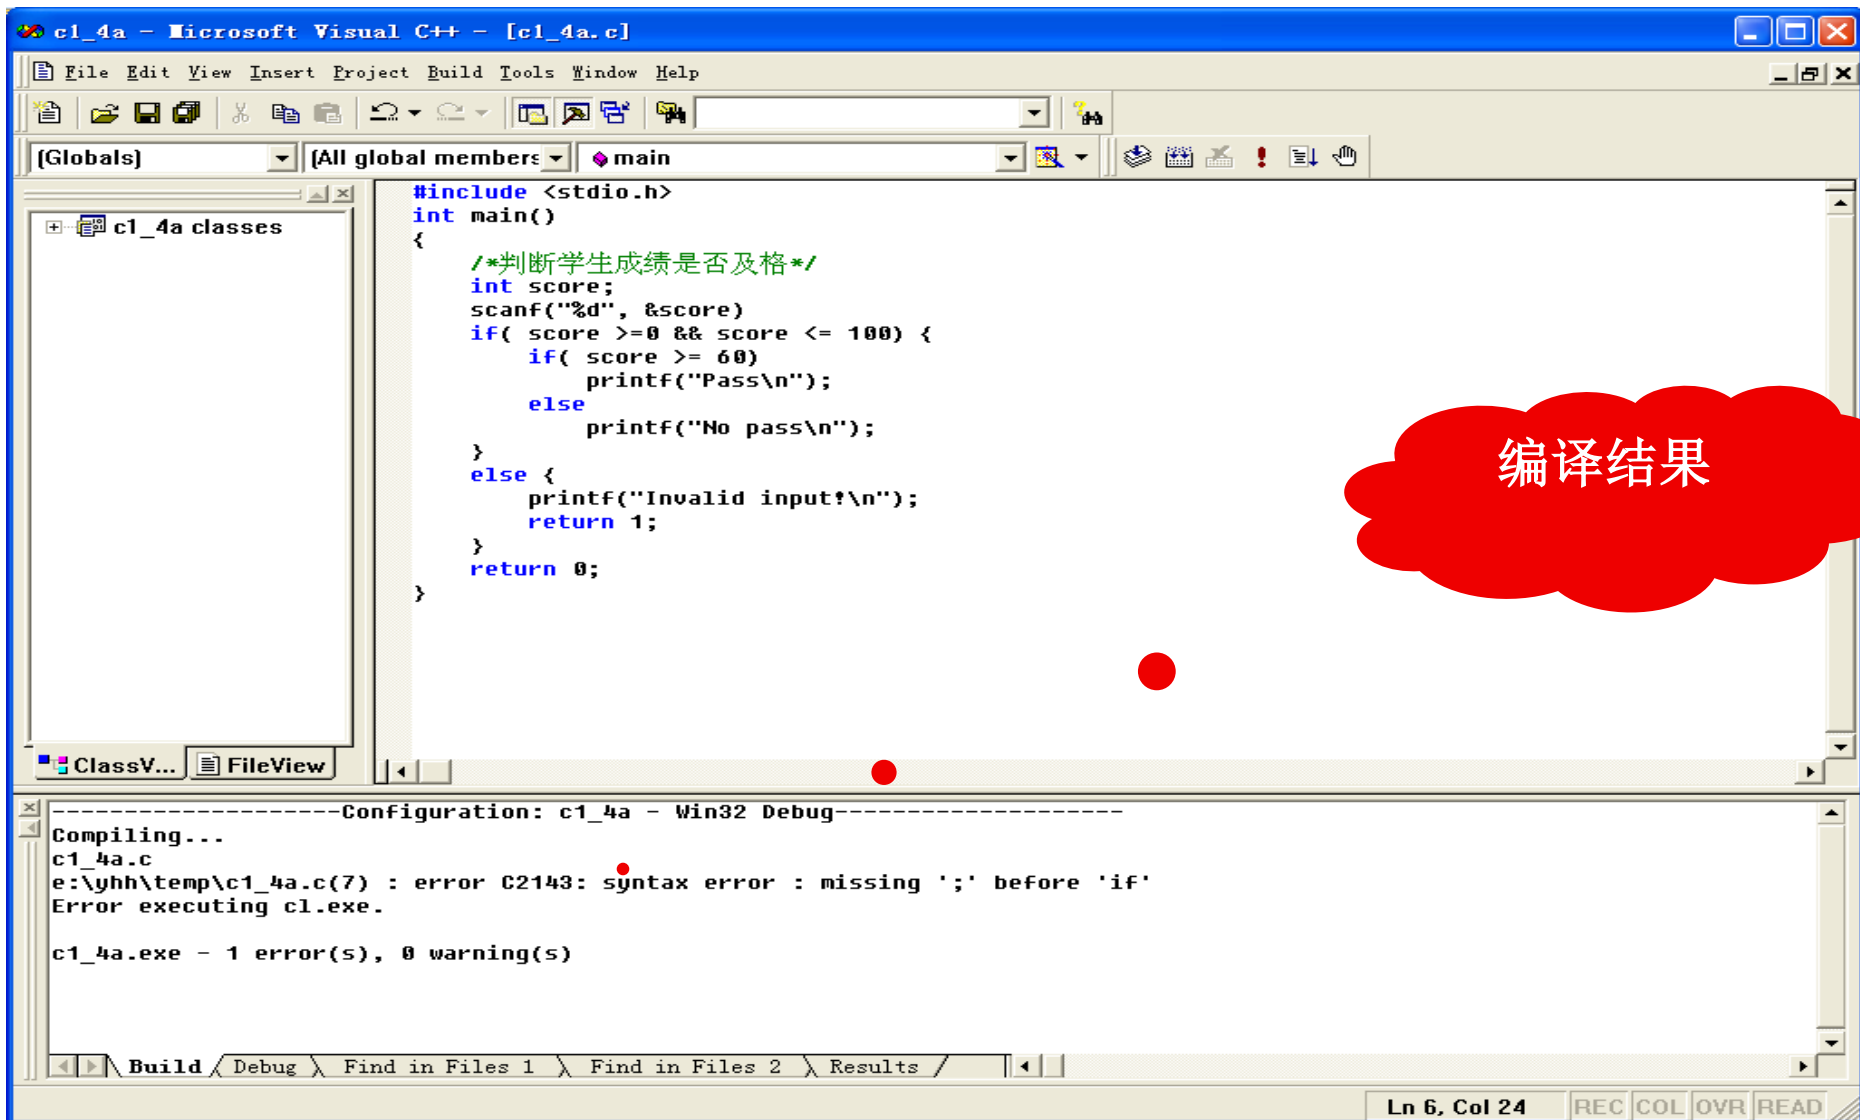 c1_4a - Microsoft Visual C++ - [c1_4a.c]
File Edit View Insert Project Build Tools Window Help
(Globals) (All global members main
c1_4a classes
#include <stdio.h>
int main()
{
/*判断学生成绩是否及格*/
int score;
scanf("%d", &score)
if( score >=0 && score <= 100) {
if( score >= 60)
printf("Pass\n");
else
printf("No pass\n");
}
else {
printf("Invalid input!\n");
return 1;
}
return 0;
}
编译结果
ClassV... FileView
--------------------Configuration: c1_4a - Win32 Debug--------------------
Compiling...
c1_4a.c
e:\yhh\temp\c1_4a.c(7) : error C2143: syntax error : missing ';' before 'if'
Error executing cl.exe.
c1_4a.exe - 1 error(s), 0 warning(s)
Build Debug Find in Files 1 Find in Files 2 Results
Ln 6, Col 24 REC COL OVR READ